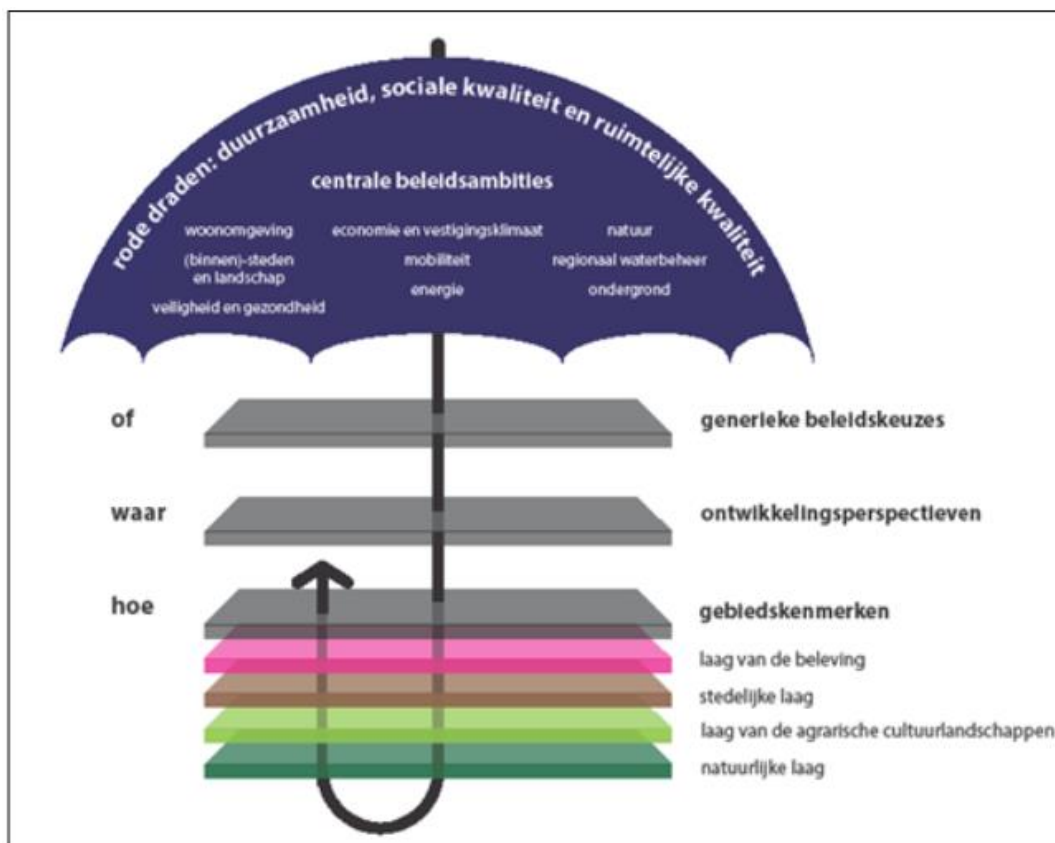 rode draden: duurzaamheid, sociale kwaliteit en ruimtelijke kwaliteit
centrale beleidsambities
woonomgeving
(binnen)-steden
en landschap
veiligheid en gezondheid
economie en vestigingsklimaat
mobiliteit
energie
natuur
regionaal waterbeheer
ondergrond
of
generieke beleidskeuzes
waar
ontwikkelingsperspectieven
hoe
gebiedskenmerken
laag van de beleving
stedelijke laag
laag van de agrarische cultuurlandschappen
natuurlijke laag